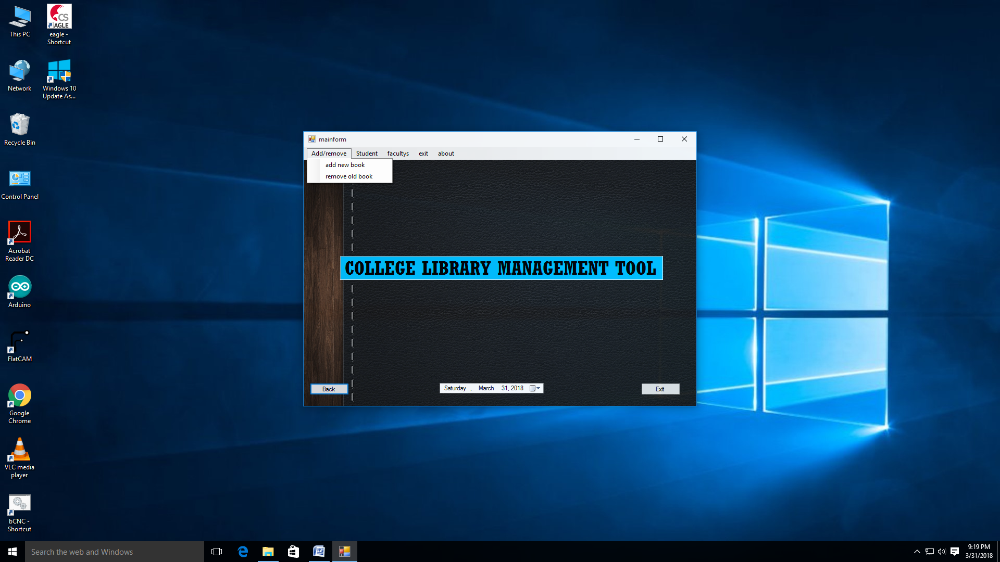 This PC
CS
AGLE
eagle -
Shortcut
Network
Windows 10
Update As...
Recycle Bin
Control Panel
Acrobat
Reader DC
Arduino
FlatCAM
Google
Chrome
VLC media
player
bCNC -
Shortcut
mainform
Add/remove Student facultys exit about
add new book
remove old book
COLLEGE LIBRARY MANAGEMENT TOOL
Back
Saturday , March 31, 2018
Exit
Search the web and Windows
9:19 PM
3/31/2018